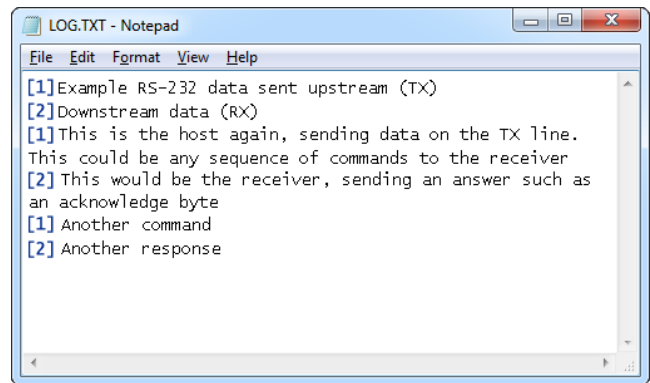 LOG.TXT - Notepad
File Edit Format View Help
[1]Example RS-232 data sent upstream (TX)
[2]Downstream data (RX)
[1]This is the host again, sending data on the TX line.
This could be any sequence of commands to the receiver
[2] This would be the receiver, sending an answer such as
an acknowledge byte
[1] Another command
[2] Another response